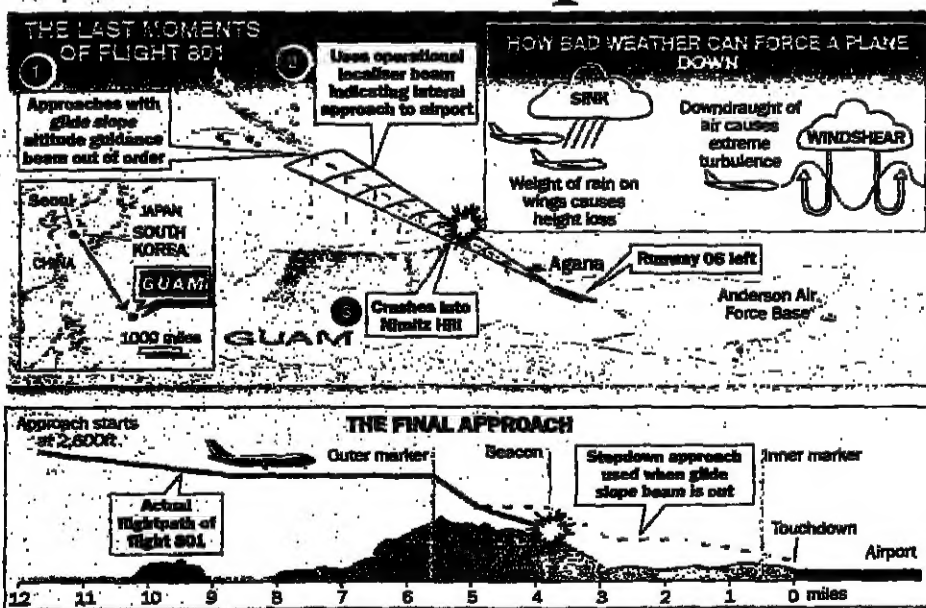 THE LAST MOMENTS
OF FLIGHT 801
1
Approaches with
glide slope
altitude guidance
beam out of order
2
Uses operational
localiser beam
indicating lateral
approach to airport
HOW BAD WEATHER CAN FORCE A PLANE
DOWN
SINK
Weight of rain on
wings causes
height loss
Downdraught of
air causes
extreme
turbulence
WINDSHEAR
Seoul
JAPAN
SOUTH
KOREA
CHINA
GUAM
1000 miles
GUAM
3
Crashes into
Nimitz Hill
Agana
Runway 06 left
Anderson Air
Force Base
THE FINAL APPROACH
Approach starts
at 2,600ft
Actual
flightpath of
flight 801
Outer marker
Beacon
Stepdown approach
used when glide
slope beam is out
Inner marker
Touchdown
Airport
12 11 10 9 8 7 6 5 4 3 2 1 0 miles